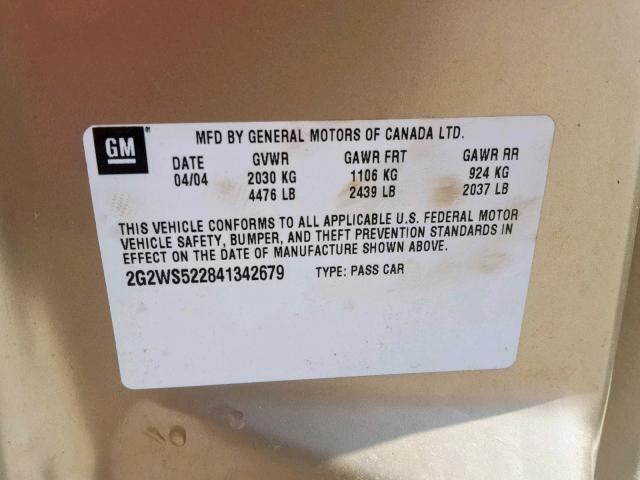 GM
MFD BY GENERAL MOTORS OF CANADA LTD.
DATE GVWR GAWR FRT GAWR RR
04/04 2030 KG 1106 KG 924 KG
4476 LB 2439 LB 2037 LB
THIS VEHICLE CONFORMS TO ALL APPLICABLE U.S. FEDERAL MOTOR
VEHICLE SAFETY, BUMPER, AND THEFT PREVENTION STANDARDS IN
EFFECT ON THE DATE OF MANUFACTURE SHOWN ABOVE.
2G2WS522841342679 TYPE: PASS CAR